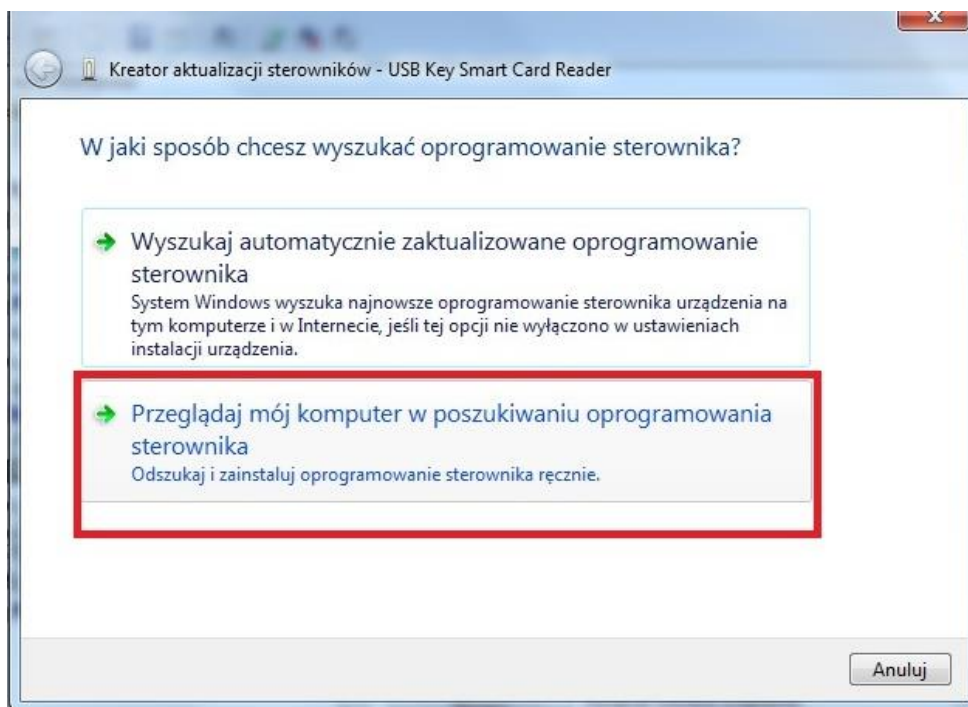 Kreator aktualizacji sterowników - USB Key Smart Card Reader
W jaki sposób chcesz wyszukać oprogramowanie sterownika?
Wyszukaj automatycznie zaktualizowane oprogramowanie
sterownika
System Windows wyszuka najnowsze oprogramowanie sterownika urządzenia na
tym komputerze i w Internecie, jeśli tej opcji nie wyłączono w ustawieniach
instalacji urządzenia.
Przeglądaj mój komputer w poszukiwaniu oprogramowania
sterownika
Odszukaj i zainstaluj oprogramowanie sterownika ręcznie.
Anuluj